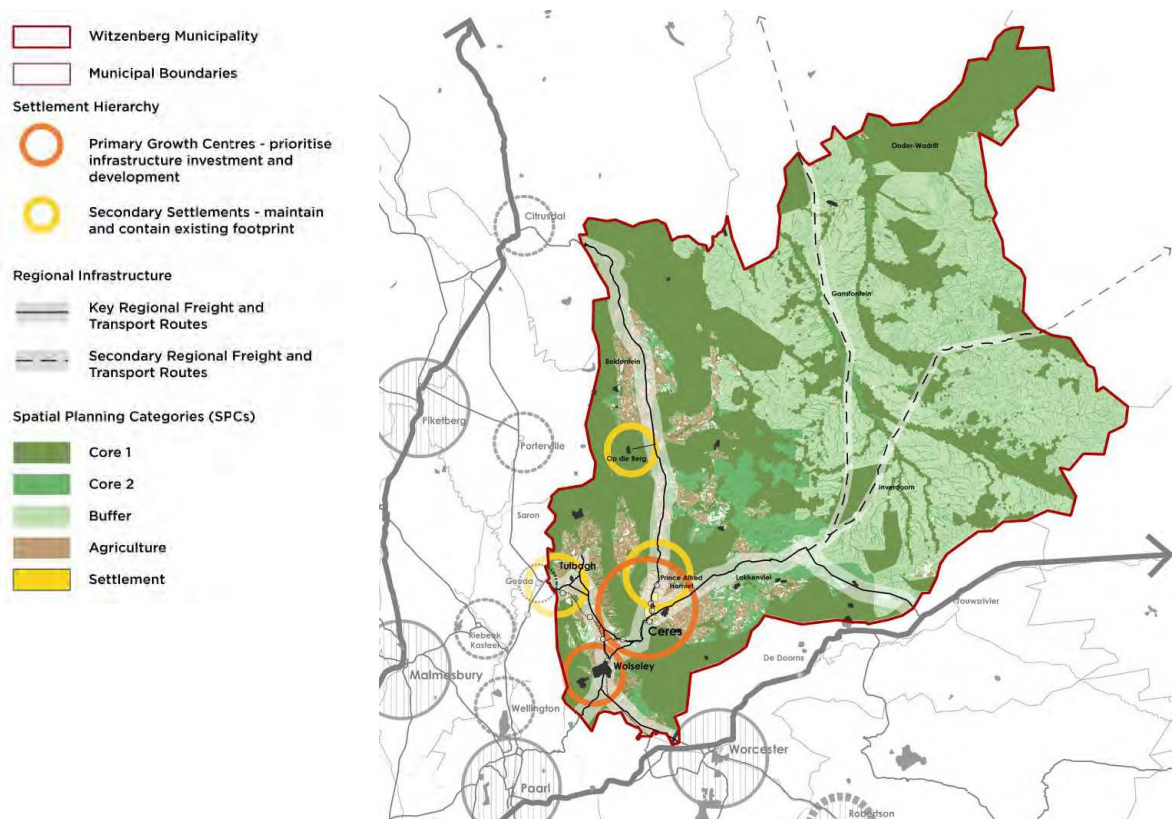 Witzenberg Municipality
Municipal Boundaries
Settlement Hierarchy
Primary Growth Centres - prioritise
infrastructure investment and
development
Secondary Settlements - maintain
and contain existing footprint
Regional Infrastructure
Key Regional Freight and
Transport Routes
Secondary Regional Freight and
Transport Routes
Spatial Planning Categories (SPCs)
Core 1
Core 2
Buffer
Agriculture
Settlement
Onder-Wadrift
Citrusdal
Gansfontein
Piketberg
Porterville
Op die Berg
Inverdoorn
Saron
Tulbagh
Gouda
Prince Alfred
Hamlet
Lakkenvlei
Touwsrivier
Riebeek
Kasteel
Ceres
De Doorns
Malmesbury
Wolseley
Wellington
Worcester
Paarl
Robertson